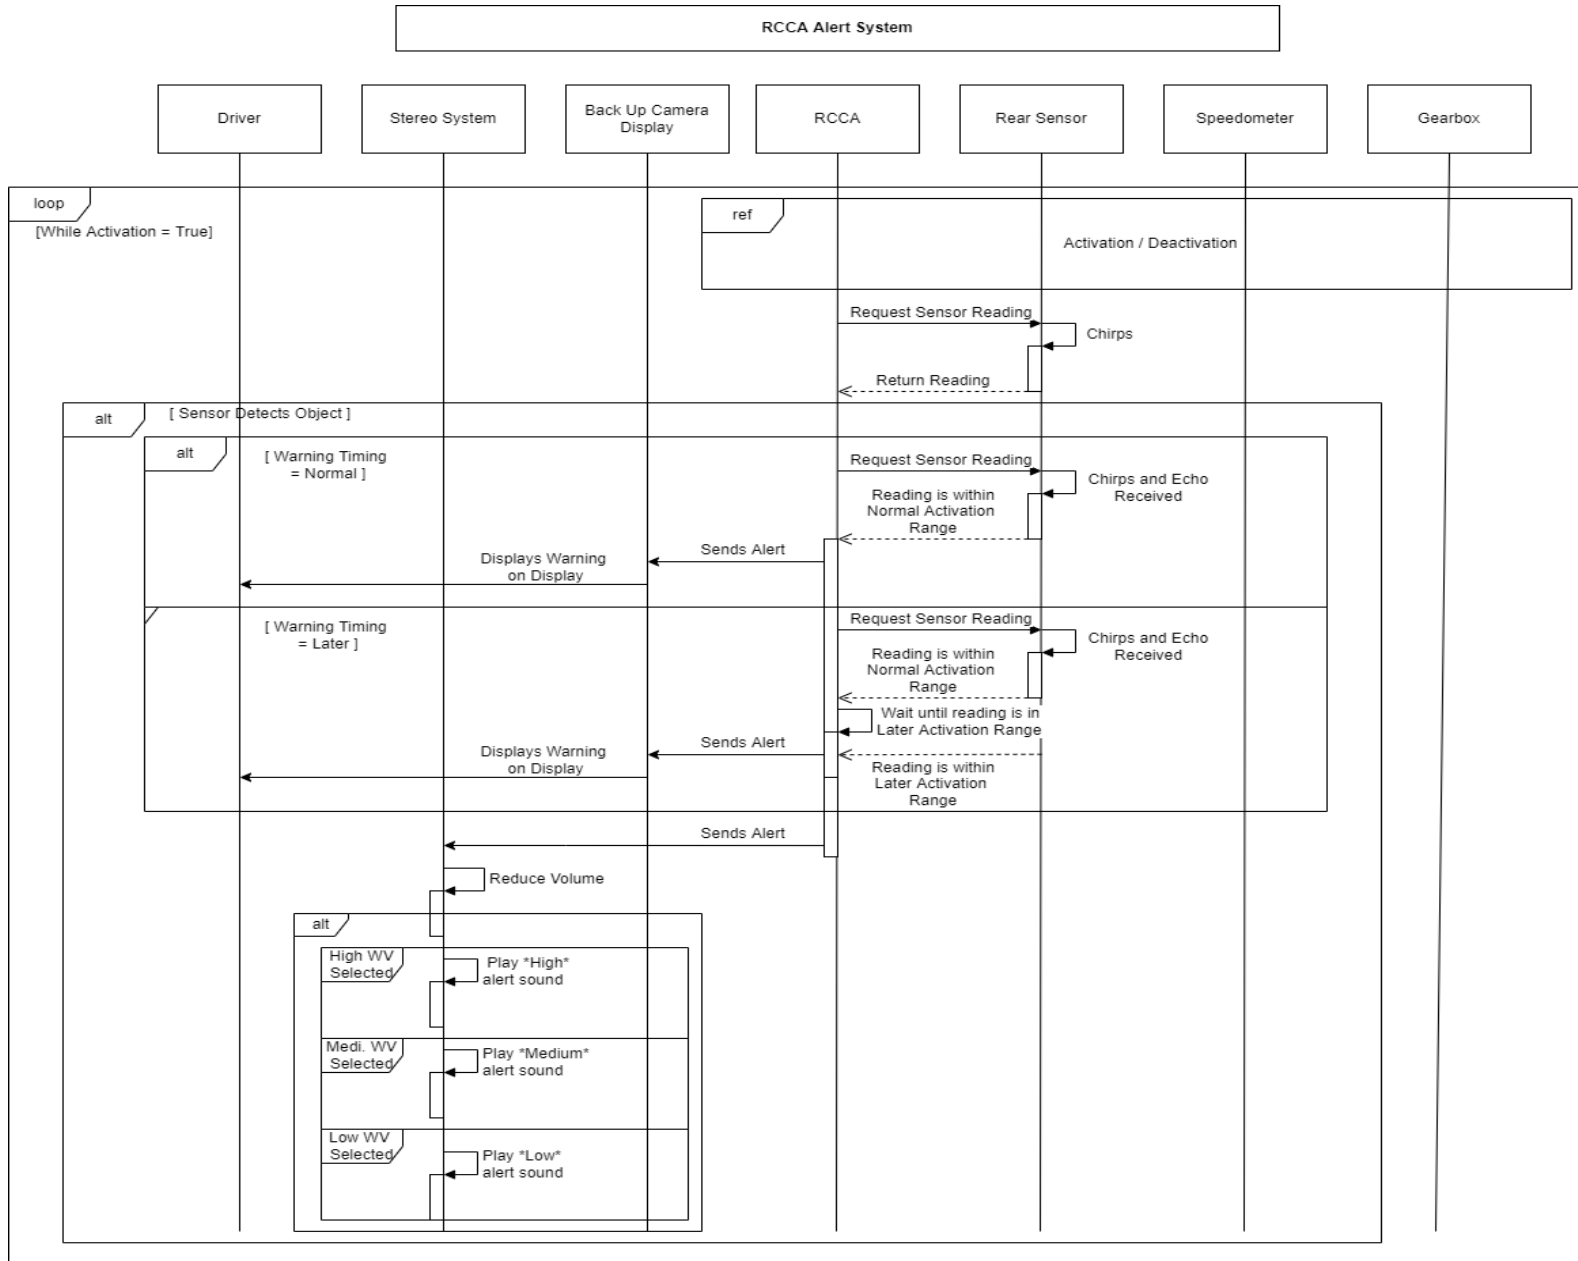 RCCA Alert System
Driver
Stereo System
Back Up Camera
Display
RCCA
Rear Sensor
Speedometer
Gearbox
loop
[While Activation = True]
ref
Activation / Deactivation
Request Sensor Reading
Chirps
Return Reading
alt
[ Sensor Detects Object ]
alt
[ Warning Timing
= Normal ]
Request Sensor Reading
Chirps and Echo
Received
Reading is within
Normal Activation
Range
Sends Alert
Displays Warning
on Display
[ Warning Timing
= Later ]
Request Sensor Reading
Chirps and Echo
Received
Reading is within
Normal Activation
Range
Wait until reading is in
Later Activation Range
Sends Alert
Displays Warning
on Display
Reading is within
Later Activation
Range
Sends Alert
Reduce Volume
alt
High WV
Selected
Play *High*
alert sound
Medi. WV
Selected
Play *Medium*
alert sound
Low WV
Selected
Play *Low*
alert sound